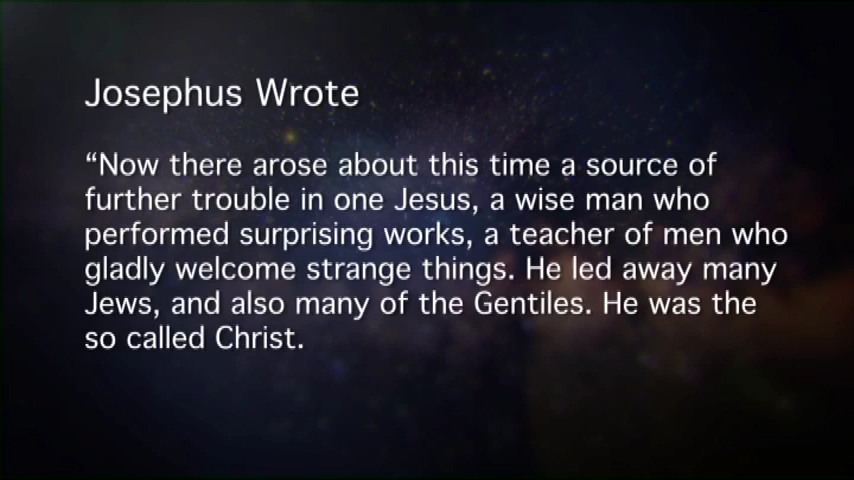 Josephus Wrote
“Now there arose about this time a source of
further trouble in one Jesus, a wise man who
performed surprising works, a teacher of men who
gladly welcome strange things. He led away many
Jews, and also many of the Gentiles. He was the
so called Christ.